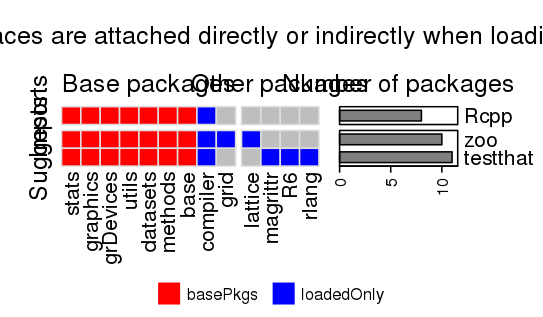 aces are attached directly or indirectly when loadi
Base packages
Other packages
Number of packages
Imports
Suggests
Rcpp
zoo
testthat
stats
graphics
grDevices
utils
datasets
methods
base
compiler
grid
lattice
magrittr
R6
rlang
0
5
10
basePkgs
loadedOnly